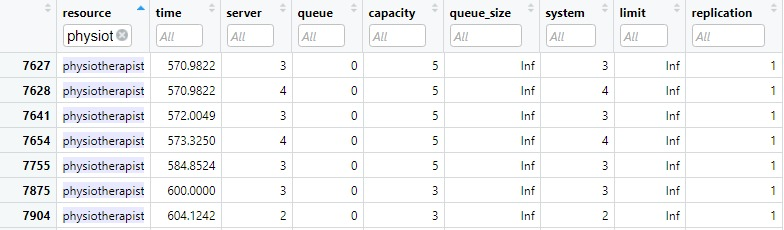 resource time server queue capacity queue_size system limit replication
physiot All All All All All All All All
7627 physiotherapist 570.9822 3 0 5 Inf 3 Inf 1
7628 physiotherapist 570.9822 4 0 5 Inf 4 Inf 1
7641 physiotherapist 572.0049 3 0 5 Inf 3 Inf 1
7654 physiotherapist 573.3250 4 0 5 Inf 4 Inf 1
7755 physiotherapist 584.8524 3 0 5 Inf 3 Inf 1
7875 physiotherapist 600.0000 3 0 3 Inf 3 Inf 1
7904 physiotherapist 604.1242 2 0 3 Inf 2 Inf 1